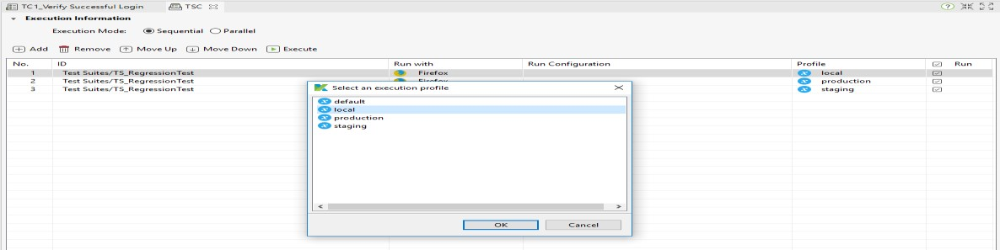 TC1_Verify Successful Login TSC
Execution Information
Execution Mode: Sequential Parallel
Add Remove Move Up Move Down Execute
No. ID Run with Run Configuration Profile Run
1 Test Suites/TS_RegressionTest Firefox local
2 Test Suites/TS_RegressionTest Firefox production
3 Test Suites/TS_RegressionTest staging
Select an execution profile
default
local
production
staging
OK Cancel